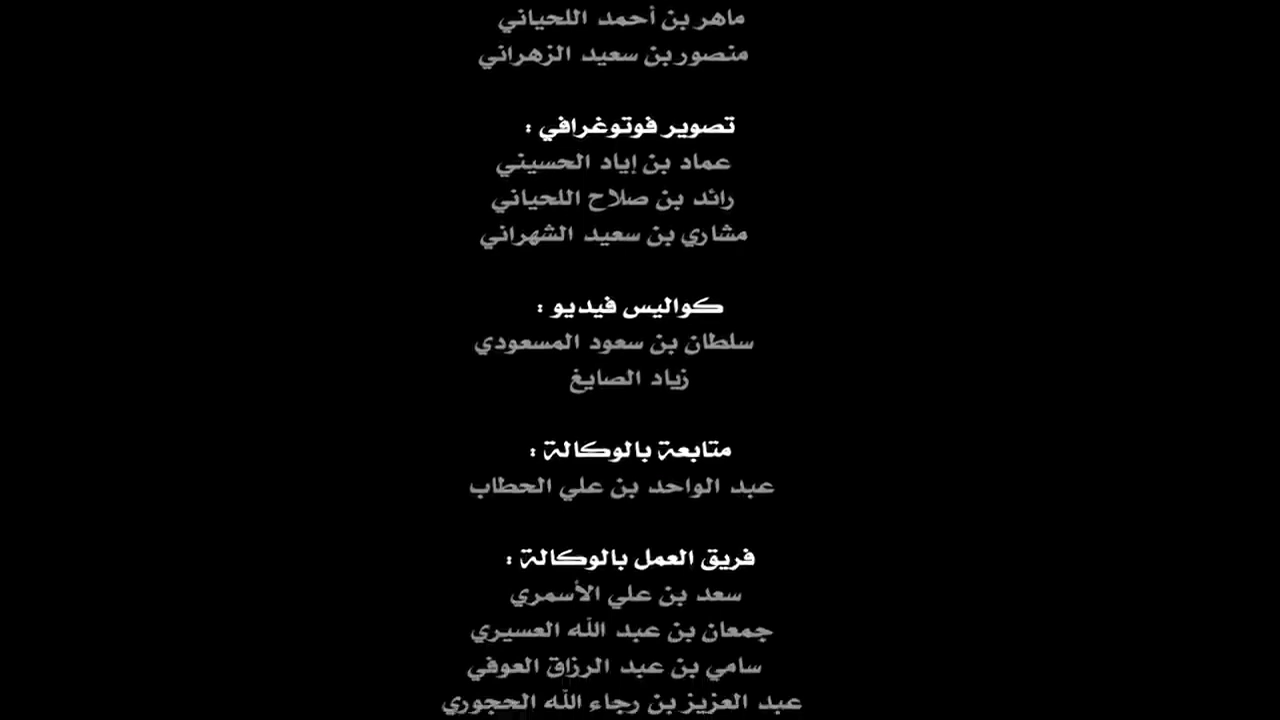 ماهر بن أحمد اللحياني
منصور بن سعيد الزهراني
تصوير فوتوغرافي :
عماد بن إياد الحسيني
رائد بن صلاح اللحياني
مشاري بن سعيد الشهراني
كواليس فيديو :
سلطان بن سعود المسعودي
زياد الصايغ
متابعة بالوكالة :
عبد الواحد بن علي الحطاب
فريق العمل بالوكالة :
سعد بن علي الأسمري
جمعان بن عبد الله العسيري
سامي بن عبد الرزاق العوفي
عبد العزيز بن رجاء الله الحجوري